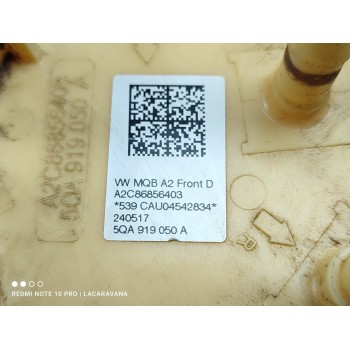 VW MQB A2 Front D
A2C86856403
*539 CAU04542834*
240517
5QA 919 050 A
A2C86856403
5QA 919 050 A
REDMI NOTE 10 PRO | LACARAVANA